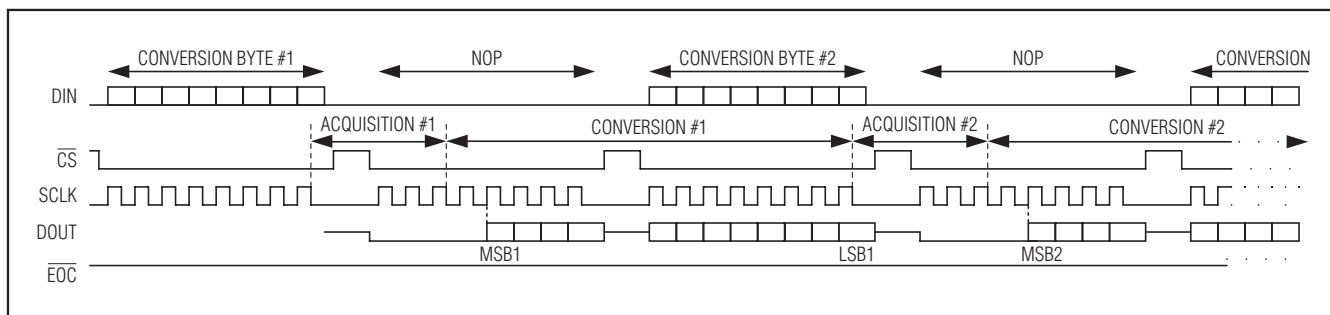 CONVERSION BYTE #1
NOP
CONVERSION BYTE #2
NOP
CONVERSION
DIN
ACQUISITION #1
CONVERSION #1
ACQUISITION #2
CONVERSION #2
CS
SCLK
DOUT
MSB1
LSB1
MSB2
EOC